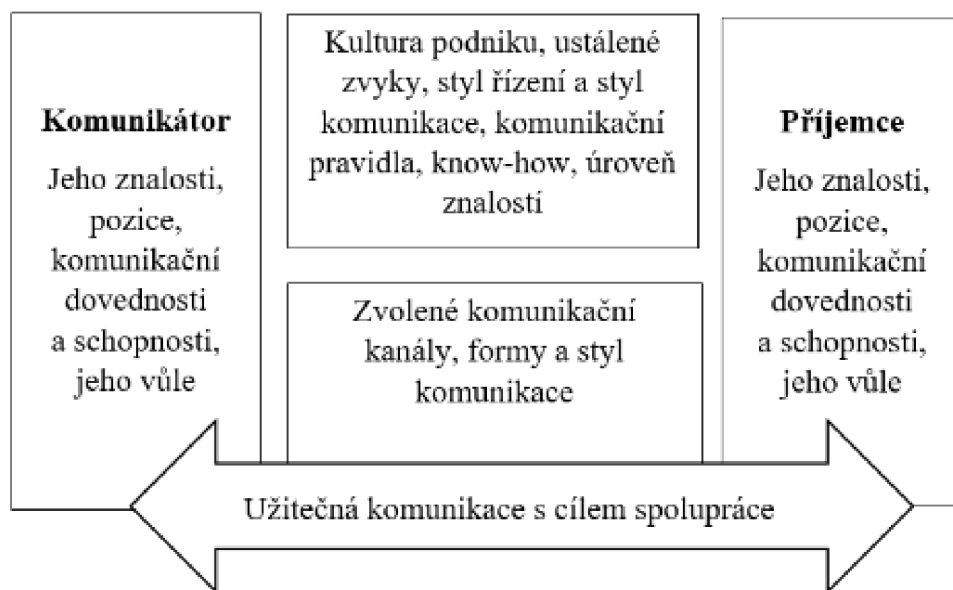 Komunikátor
Jeho znalosti,
pozice,
komunikační
dovednosti
a schopnosti,
jeho vůle
Kultura podniku, ustálené
zvyky, styl řízení a styl
komunikace, komunikační
pravidla, know-how, úroveň
znalostí
Zvolené komunikační
kanály, formy a styl
komunikace
Příjemce
Jeho znalosti,
pozice,
komunikační
dovednosti
a schopnosti,
jeho vůle
Užitečná komunikace s cílem spolupráce